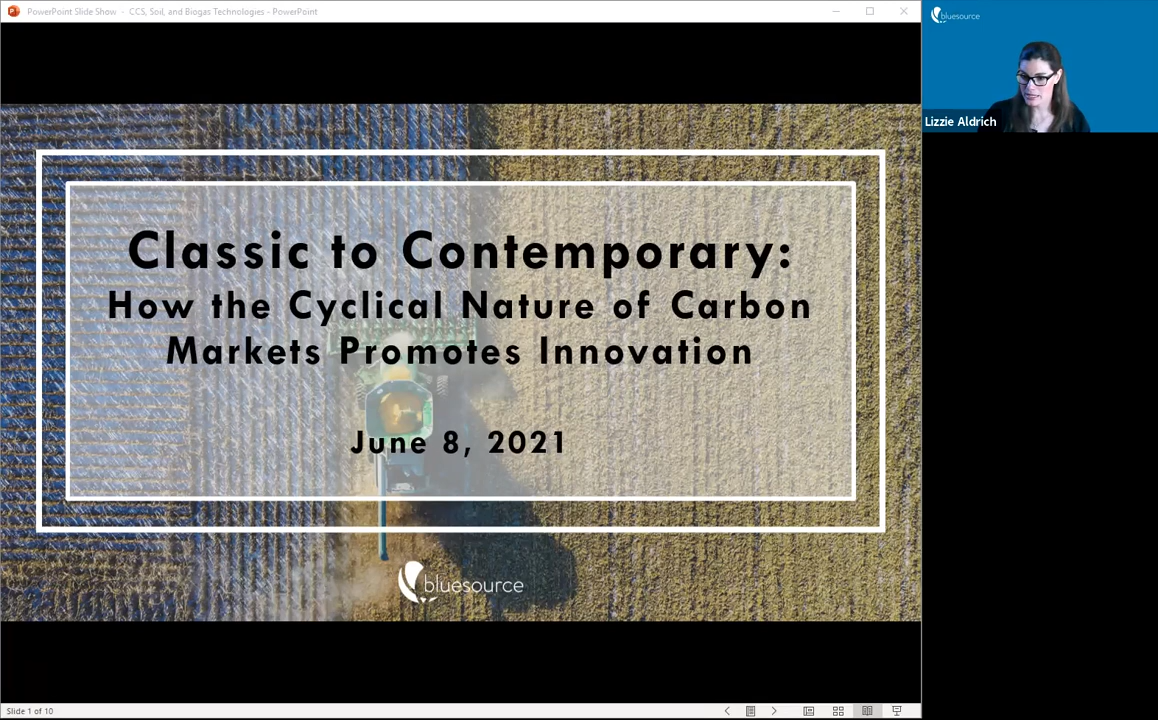 PowerPoint Slide Show - CCS, Soil, and Biogas Technologies - PowerPoint
bluesource
Lizzie Aldrich
Classic to Contemporary:
How the Cyclical Nature of Carbon
Markets Promotes Innovation
June 8, 2021
bluesource
Slide 1 of 10